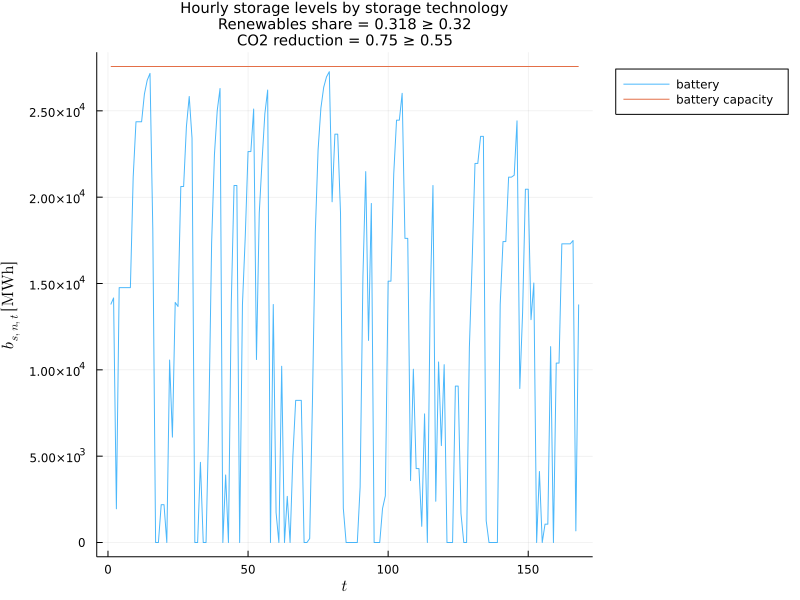 Hourly storage levels by storage technology
Renewables share = 0.318 ≥ 0.32
CO2 reduction = 0.75 ≥ 0.55
battery
battery capacity
2.50×10⁴
2.00×10⁴
1.50×10⁴
1.00×10⁴
5.00×10³
0
b_{s, n, t} [MWh]
0 50 100 150
t